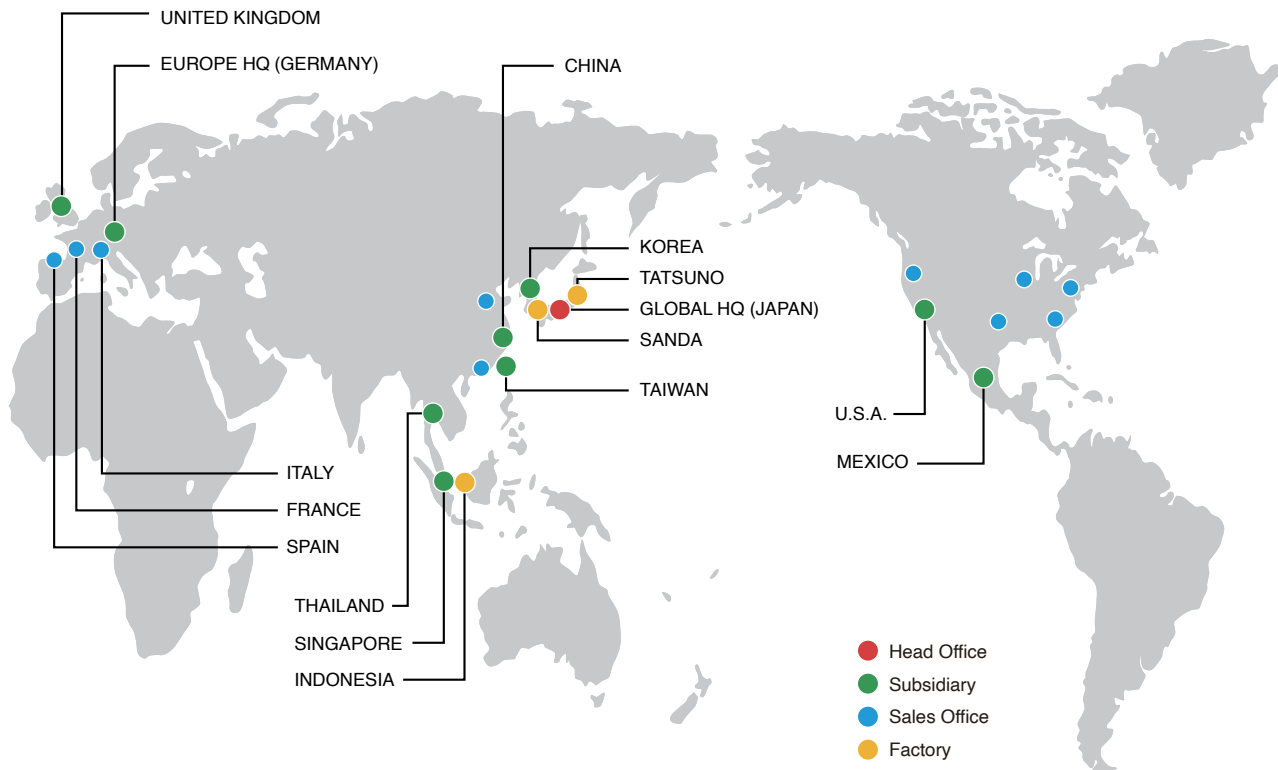 UNITED KINGDOM
EUROPE HQ (GERMANY)
CHINA
KOREA
TATSUNO
GLOBAL HQ (JAPAN)
SANDA
TAIWAN
U.S.A.
MEXICO
ITALY
FRANCE
SPAIN
THAILAND
SINGAPORE
INDONESIA
Head Office
Subsidiary
Sales Office
Factory